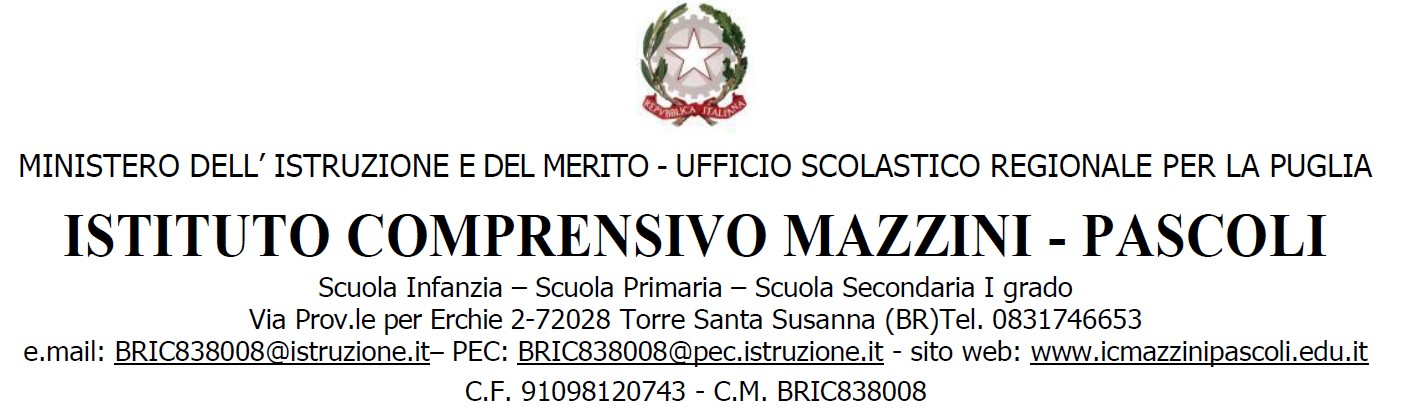 REPVBBLICA ITALIANA
MINISTERO DELL' ISTRUZIONE E DEL MERITO - UFFICIO SCOLASTICO REGIONALE PER LA PUGLIA
ISTITUTO COMPRENSIVO MAZZINI - PASCOLI
Scuola Infanzia – Scuola Primaria – Scuola Secondaria I grado
Via Prov.le per Erchie 2-72028 Torre Santa Susanna (BR)Tel. 0831746653
e.mail: BRIC838008@istruzione.it– PEC: BRIC838008@pec.istruzione.it - sito web: www.icmazzinipascoli.edu.it
C.F. 91098120743 - C.M. BRIC838008